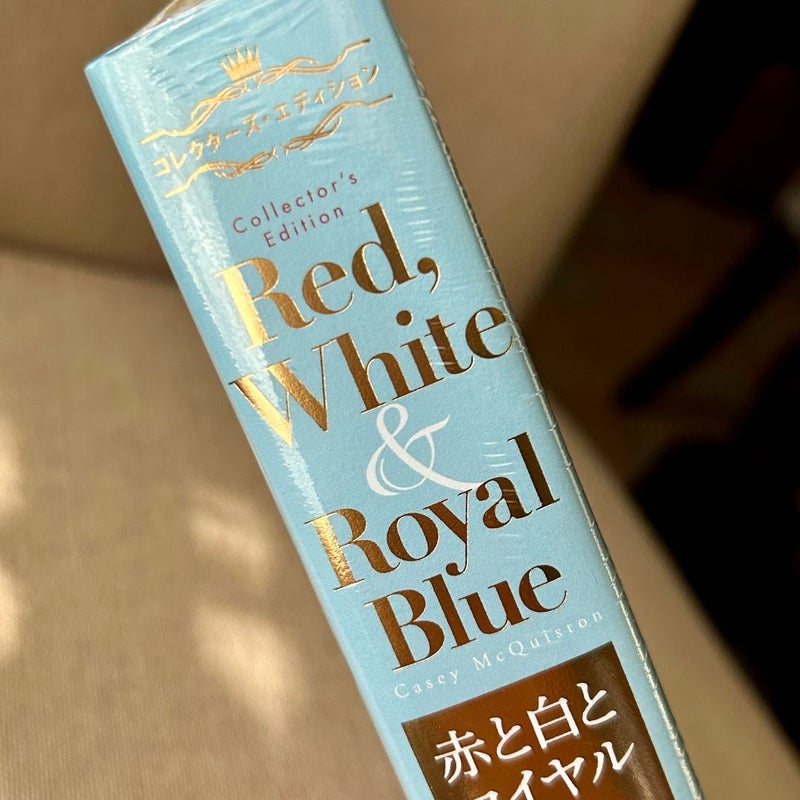 コレクターズ・エディション
Collector's
Edition
Red,
White
&
Royal
Blue
Casey McQuiston
赤と白と
ロイヤル